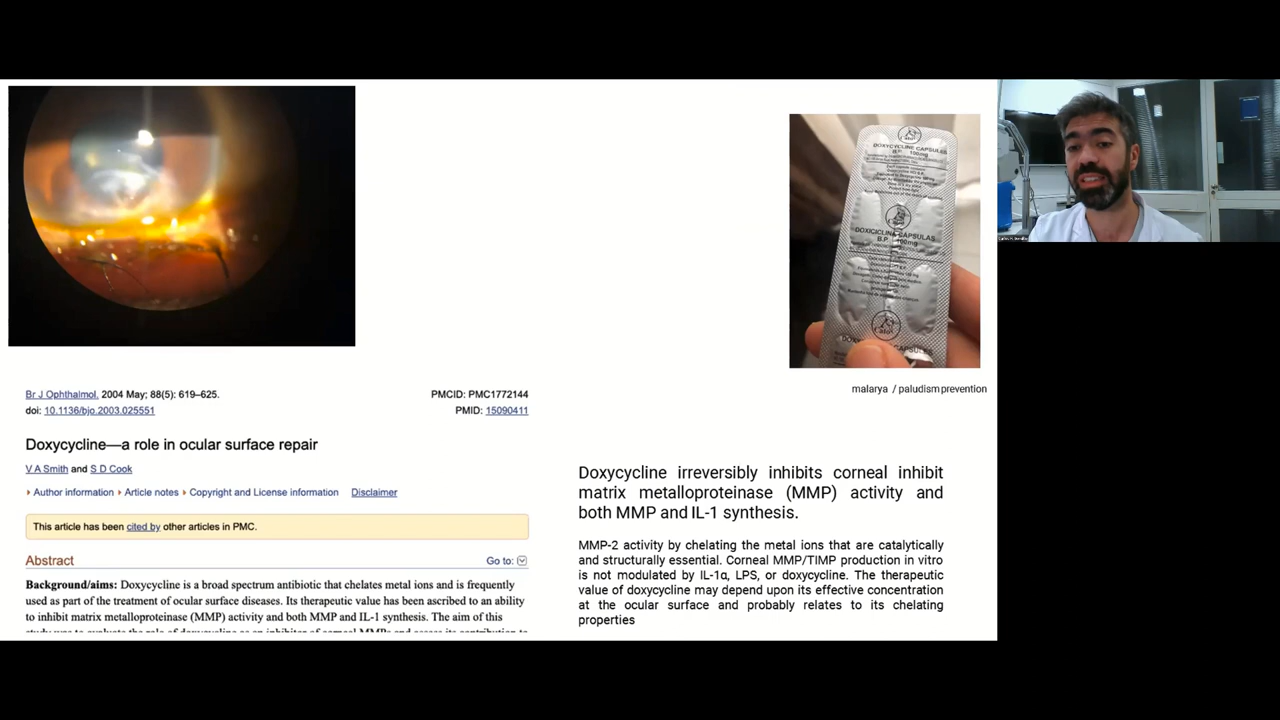 DOXYCYCLINE CAPSULES
B.P. 100mg
DOXICICLINA CAPSULAS
B.P. 100mg
malarya / paludism prevention
Br J Ophthalmol. 2004 May; 88(5): 619–625.
PMCID: PMC1772144
doi: 10.1136/bjo.2003.025551
PMID: 15090411
Doxycycline—a role in ocular surface repair
V A Smith and S D Cook
Author information Article notes Copyright and License information Disclaimer
This article has been cited by other articles in PMC.
Abstract
Go to:
Background/aims: Doxycycline is a broad spectrum antibiotic that chelates metal ions and is frequently
used as part of the treatment of ocular surface diseases. Its therapeutic value has been ascribed to an ability
to inhibit matrix metalloproteinase (MMP) activity and both MMP and IL-1 synthesis. The aim of this
Doxycycline irreversibly inhibits corneal inhibit
matrix metalloproteinase (MMP) activity and
both MMP and IL-1 synthesis.
MMP-2 activity by chelating the metal ions that are catalytically
and structurally essential. Corneal MMP/TIMP production in vitro
is not modulated by IL-1α, LPS, or doxycycline. The therapeutic
value of doxycycline may depend upon its effective concentration
at the ocular surface and probably relates to its chelating
properties